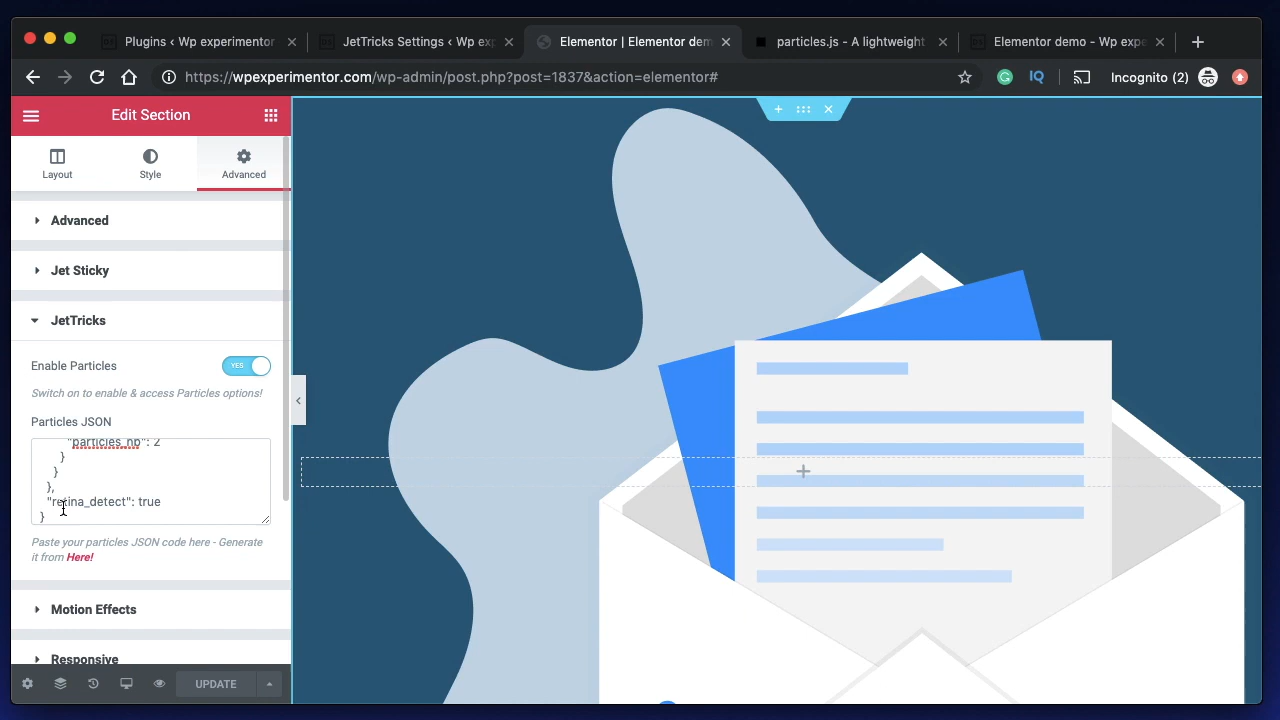 Plugins ‹ Wp experimentor
JetTricks Settings ‹ Wp exp
Elementor | Elementor dem
particles.js - A lightweight
Elementor demo - Wp expe
https://wpexperimentor.com/wp-admin/post.php?post=1837&action=elementor#
IQ
Incognito (2)
Edit Section
Layout
Style
Advanced
Advanced
Jet Sticky
JetTricks
Enable Particles
YES
Switch on to enable & access Particles options!
Particles JSON
"particles_nb": 2
}
}
},
"retina_detect": true
}
Paste your particles JSON code here - Generate
it from Here!
Motion Effects
Responsive
UPDATE